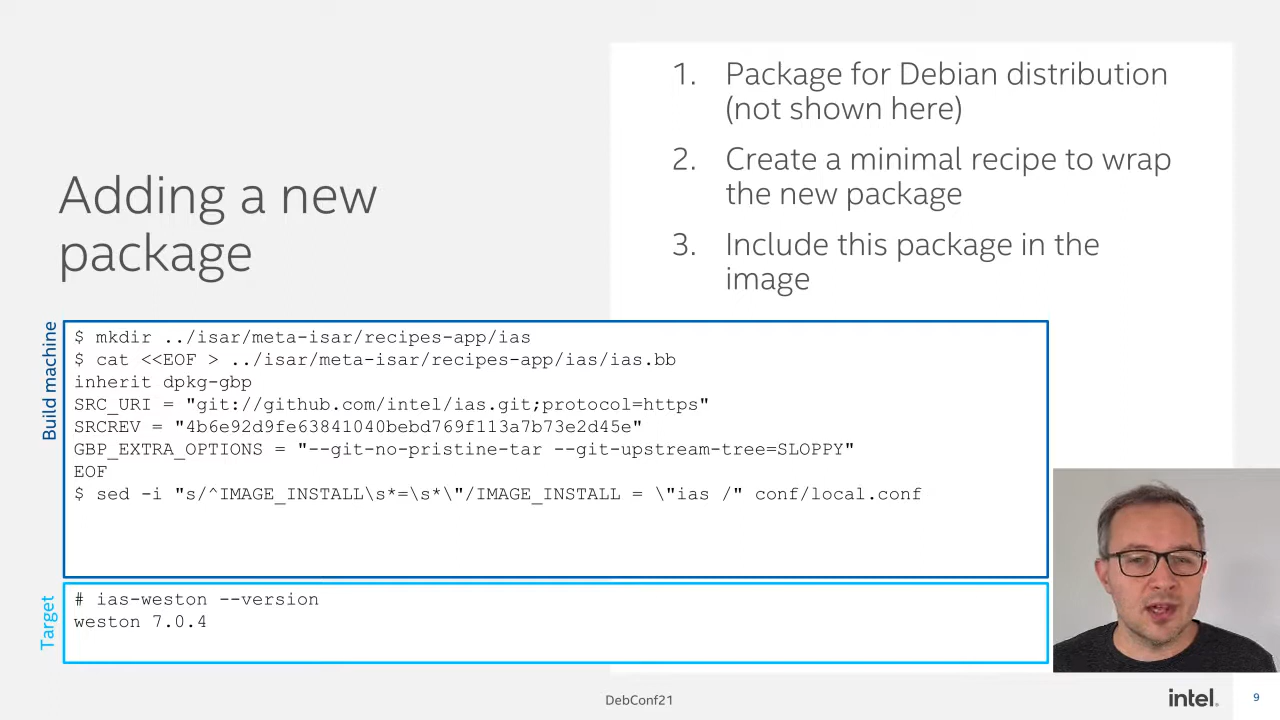 Adding a new
package
1. Package for Debian distribution
(not shown here)
2. Create a minimal recipe to wrap
the new package
3. Include this package in the
image
Build machine
$ mkdir ../isar/meta-isar/recipes-app/ias
$ cat <<EOF > ../isar/meta-isar/recipes-app/ias/ias.bb
inherit dpkg-gbp
SRC_URI = "git://github.com/intel/ias.git;protocol=https"
SRCREV = "4b6e92d9fe63841040bebd769f113a7b73e2d45e"
GBP_EXTRA_OPTIONS = "--git-no-pristine-tar --git-upstream-tree=SLOPPY"
EOF
$ sed -i "s/^IMAGE_INSTALL\s*=\s*\"/IMAGE_INSTALL = \"ias /" conf/local.conf
Target
# ias-weston --version
weston 7.0.4
DebConf21
intel.
9